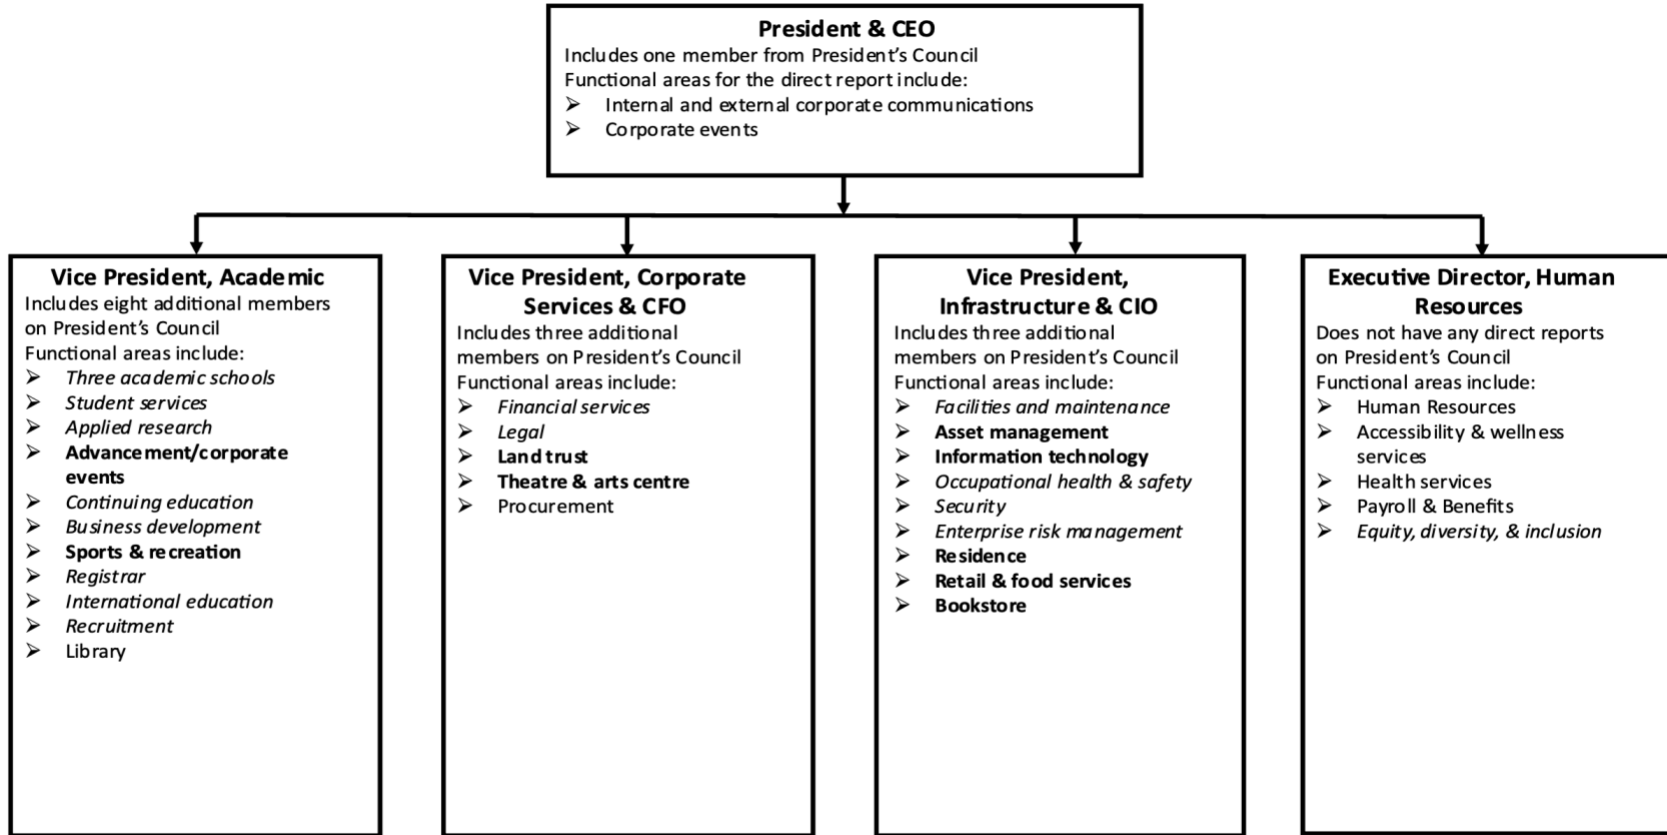 President & CEO
Includes one member from President's Council
Functional areas for the direct report include:
➢ Internal and external corporate communications
➢ Corporate events
Vice President, Academic
Includes eight additional members
on President's Council
Functional areas include:
➢ Three academic schools
➢ Student services
➢ Applied research
➢ Advancement/corporate
events
➢ Continuing education
➢ Business development
➢ Sports & recreation
➢ Registrar
➢ International education
➢ Recruitment
➢ Library
Vice President, Corporate
Services & CFO
Includes three additional
members on President's Council
Functional areas include:
➢ Financial services
➢ Legal
➢ Land trust
➢ Theatre & arts centre
➢ Procurement
Vice President,
Infrastructure & CIO
Includes three additional
members on President's Council
Functional areas include:
➢ Facilities and maintenance
➢ Asset management
➢ Information technology
➢ Occupational health & safety
➢ Security
➢ Enterprise risk management
➢ Residence
➢ Retail & food services
➢ Bookstore
Executive Director, Human
Resources
Does not have any direct reports
on President's Council
Functional areas include:
➢ Human Resources
➢ Accessibility & wellness
services
➢ Health services
➢ Payroll & Benefits
➢ Equity, diversity, & inclusion